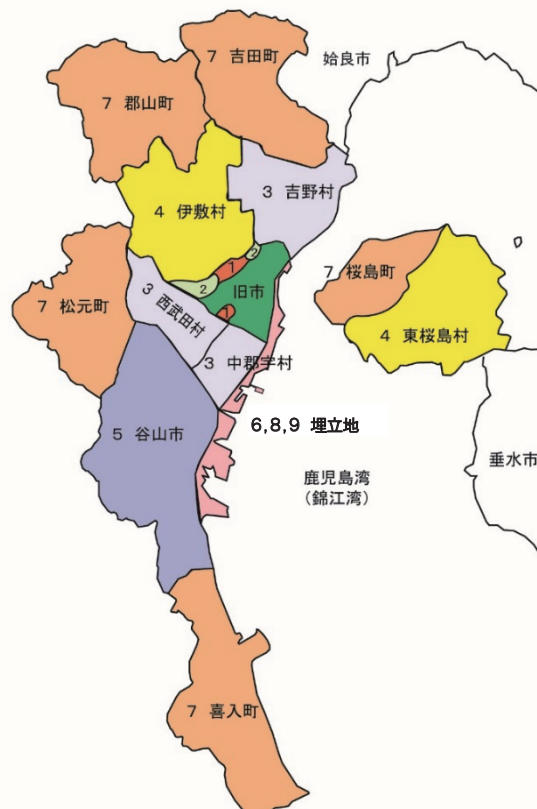 7 吉田町
姶良市
7 郡山町
3 吉野村
4 伊敷村
2
1
2
旧市
7 桜島町
3 西武田村
7 松元町
1
4 東桜島村
3 中郡宇村
6,8,9 埋立地
5 谷山市
垂水市
鹿児島湾
(錦江湾)
7 喜入町